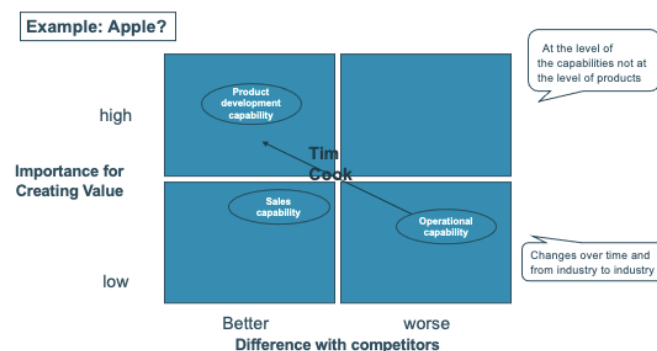 Example: Apple?
At the level of
the capabilities not at
the level of products
Product
development
capability
high
Tim
Cook
Importance for
Creating Value
Sales
capability
Operational
capability
Changes over time and
from industry to industry
low
Better
worse
Difference with competitors